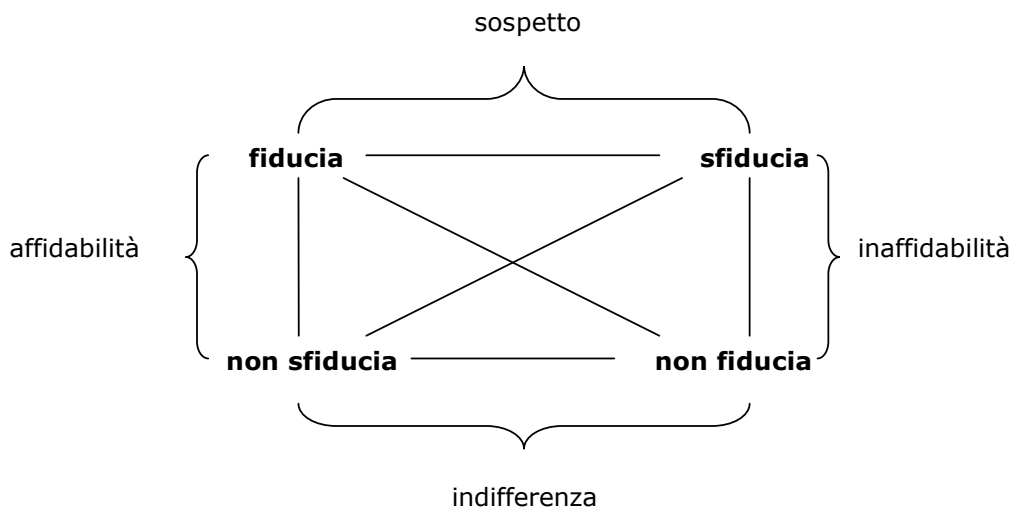 sospetto
fiducia sfiducia
affidabilità inaffidabilità
non sfiducia non fiducia
indifferenza